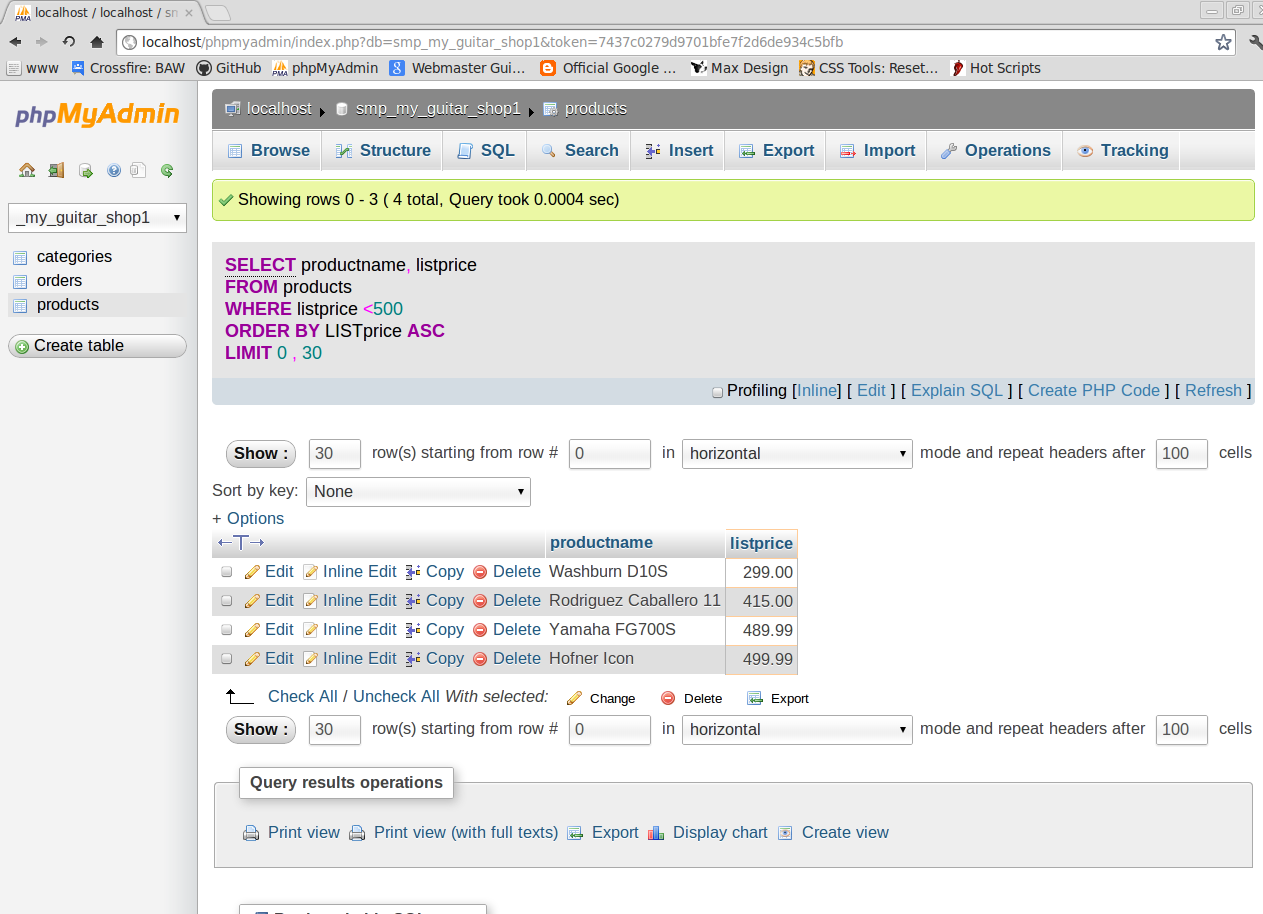 localhost / localhost / sm
localhost/phpmyadmin/index.php?db=smp_my_guitar_shop1&token=7437c0279d9701bfe7f2d6de934c5bfb
www Crossfire: BAW GitHub phpMyAdmin Webmaster Gui... Official Google ... Max Design CSS Tools: Reset... Hot Scripts
phpMyAdmin
_my_guitar_shop1
categories
orders
products
Create table
localhost smp_my_guitar_shop1 products
Browse Structure SQL Search Insert Export Import Operations Tracking
Showing rows 0 - 3 ( 4 total, Query took 0.0004 sec)
SELECT productname, listprice
FROM products
WHERE listprice <500
ORDER BY LISTprice ASC
LIMIT 0 , 30
Profiling [Inline] [ Edit ] [ Explain SQL ] [ Create PHP Code ] [ Refresh ]
Show : 30 row(s) starting from row # 0 in horizontal mode and repeat headers after 100 cells
Sort by key: None
+ Options
←T→ productname listprice
Edit Inline Edit Copy Delete Washburn D10S 299.00
Edit Inline Edit Copy Delete Rodriguez Caballero 11 415.00
Edit Inline Edit Copy Delete Yamaha FG700S 489.99
Edit Inline Edit Copy Delete Hofner Icon 499.99
Check All / Uncheck All With selected: Change Delete Export
Show : 30 row(s) starting from row # 0 in horizontal mode and repeat headers after 100 cells
Query results operations
Print view Print view (with full texts) Export Display chart Create view